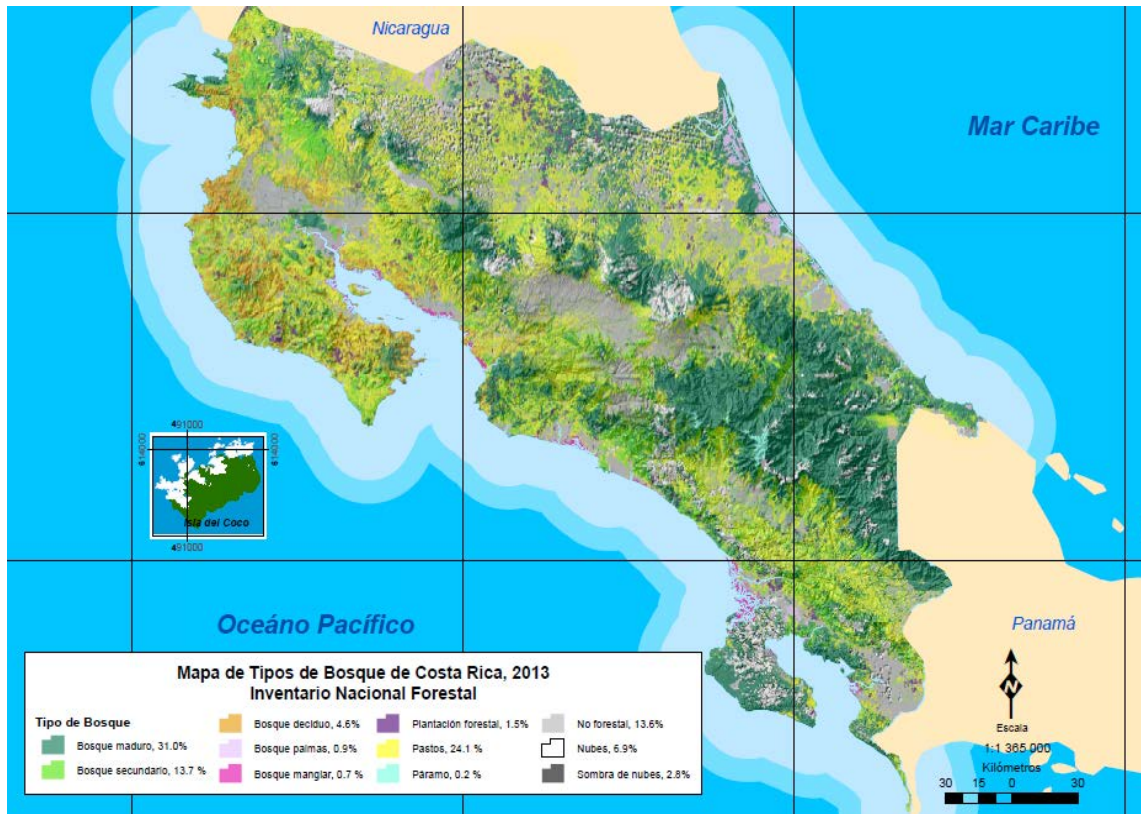 Nicaragua
Mar Caribe
491000
614000
614000
Isla del Coco
491000
Oceáno Pacífico
Panamá
Mapa de Tipos de Bosque de Costa Rica, 2013
Inventario Nacional Forestal
Tipo de Bosque
Bosque maduro, 31.0%
Bosque secundario, 13.7 %
Bosque deciduo, 4.6%
Bosque palmas, 0.9%
Bosque manglar, 0.7 %
Plantación forestal, 1.5%
Pastos, 24.1 %
Páramo, 0.2 %
No forestal, 13.6%
Nubes, 6.9%
Sombra de nubes, 2.8%
N
Escala
1:1 365 000
Kilómetros
30 15 0 30